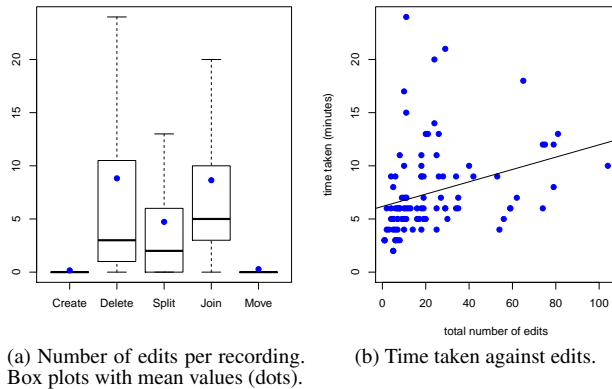 0 5 10 15 20
Create Delete Split Join Move
0 5 10 15 20
time taken (minutes)
0 20 40 60 80 100
total number of edits
(a) Number of edits per recording.
Box plots with mean values (dots).
(b) Time taken against edits.